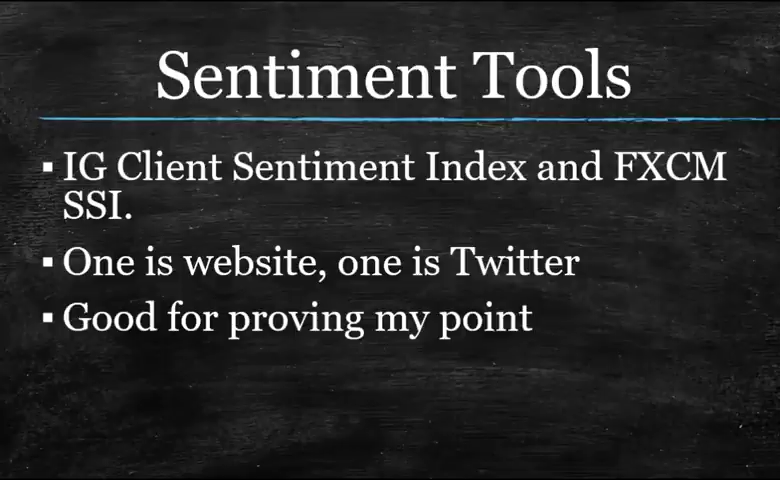 Sentiment Tools
▪ IG Client Sentiment Index and FXCM
SSI.
▪ One is website, one is Twitter
▪ Good for proving my point